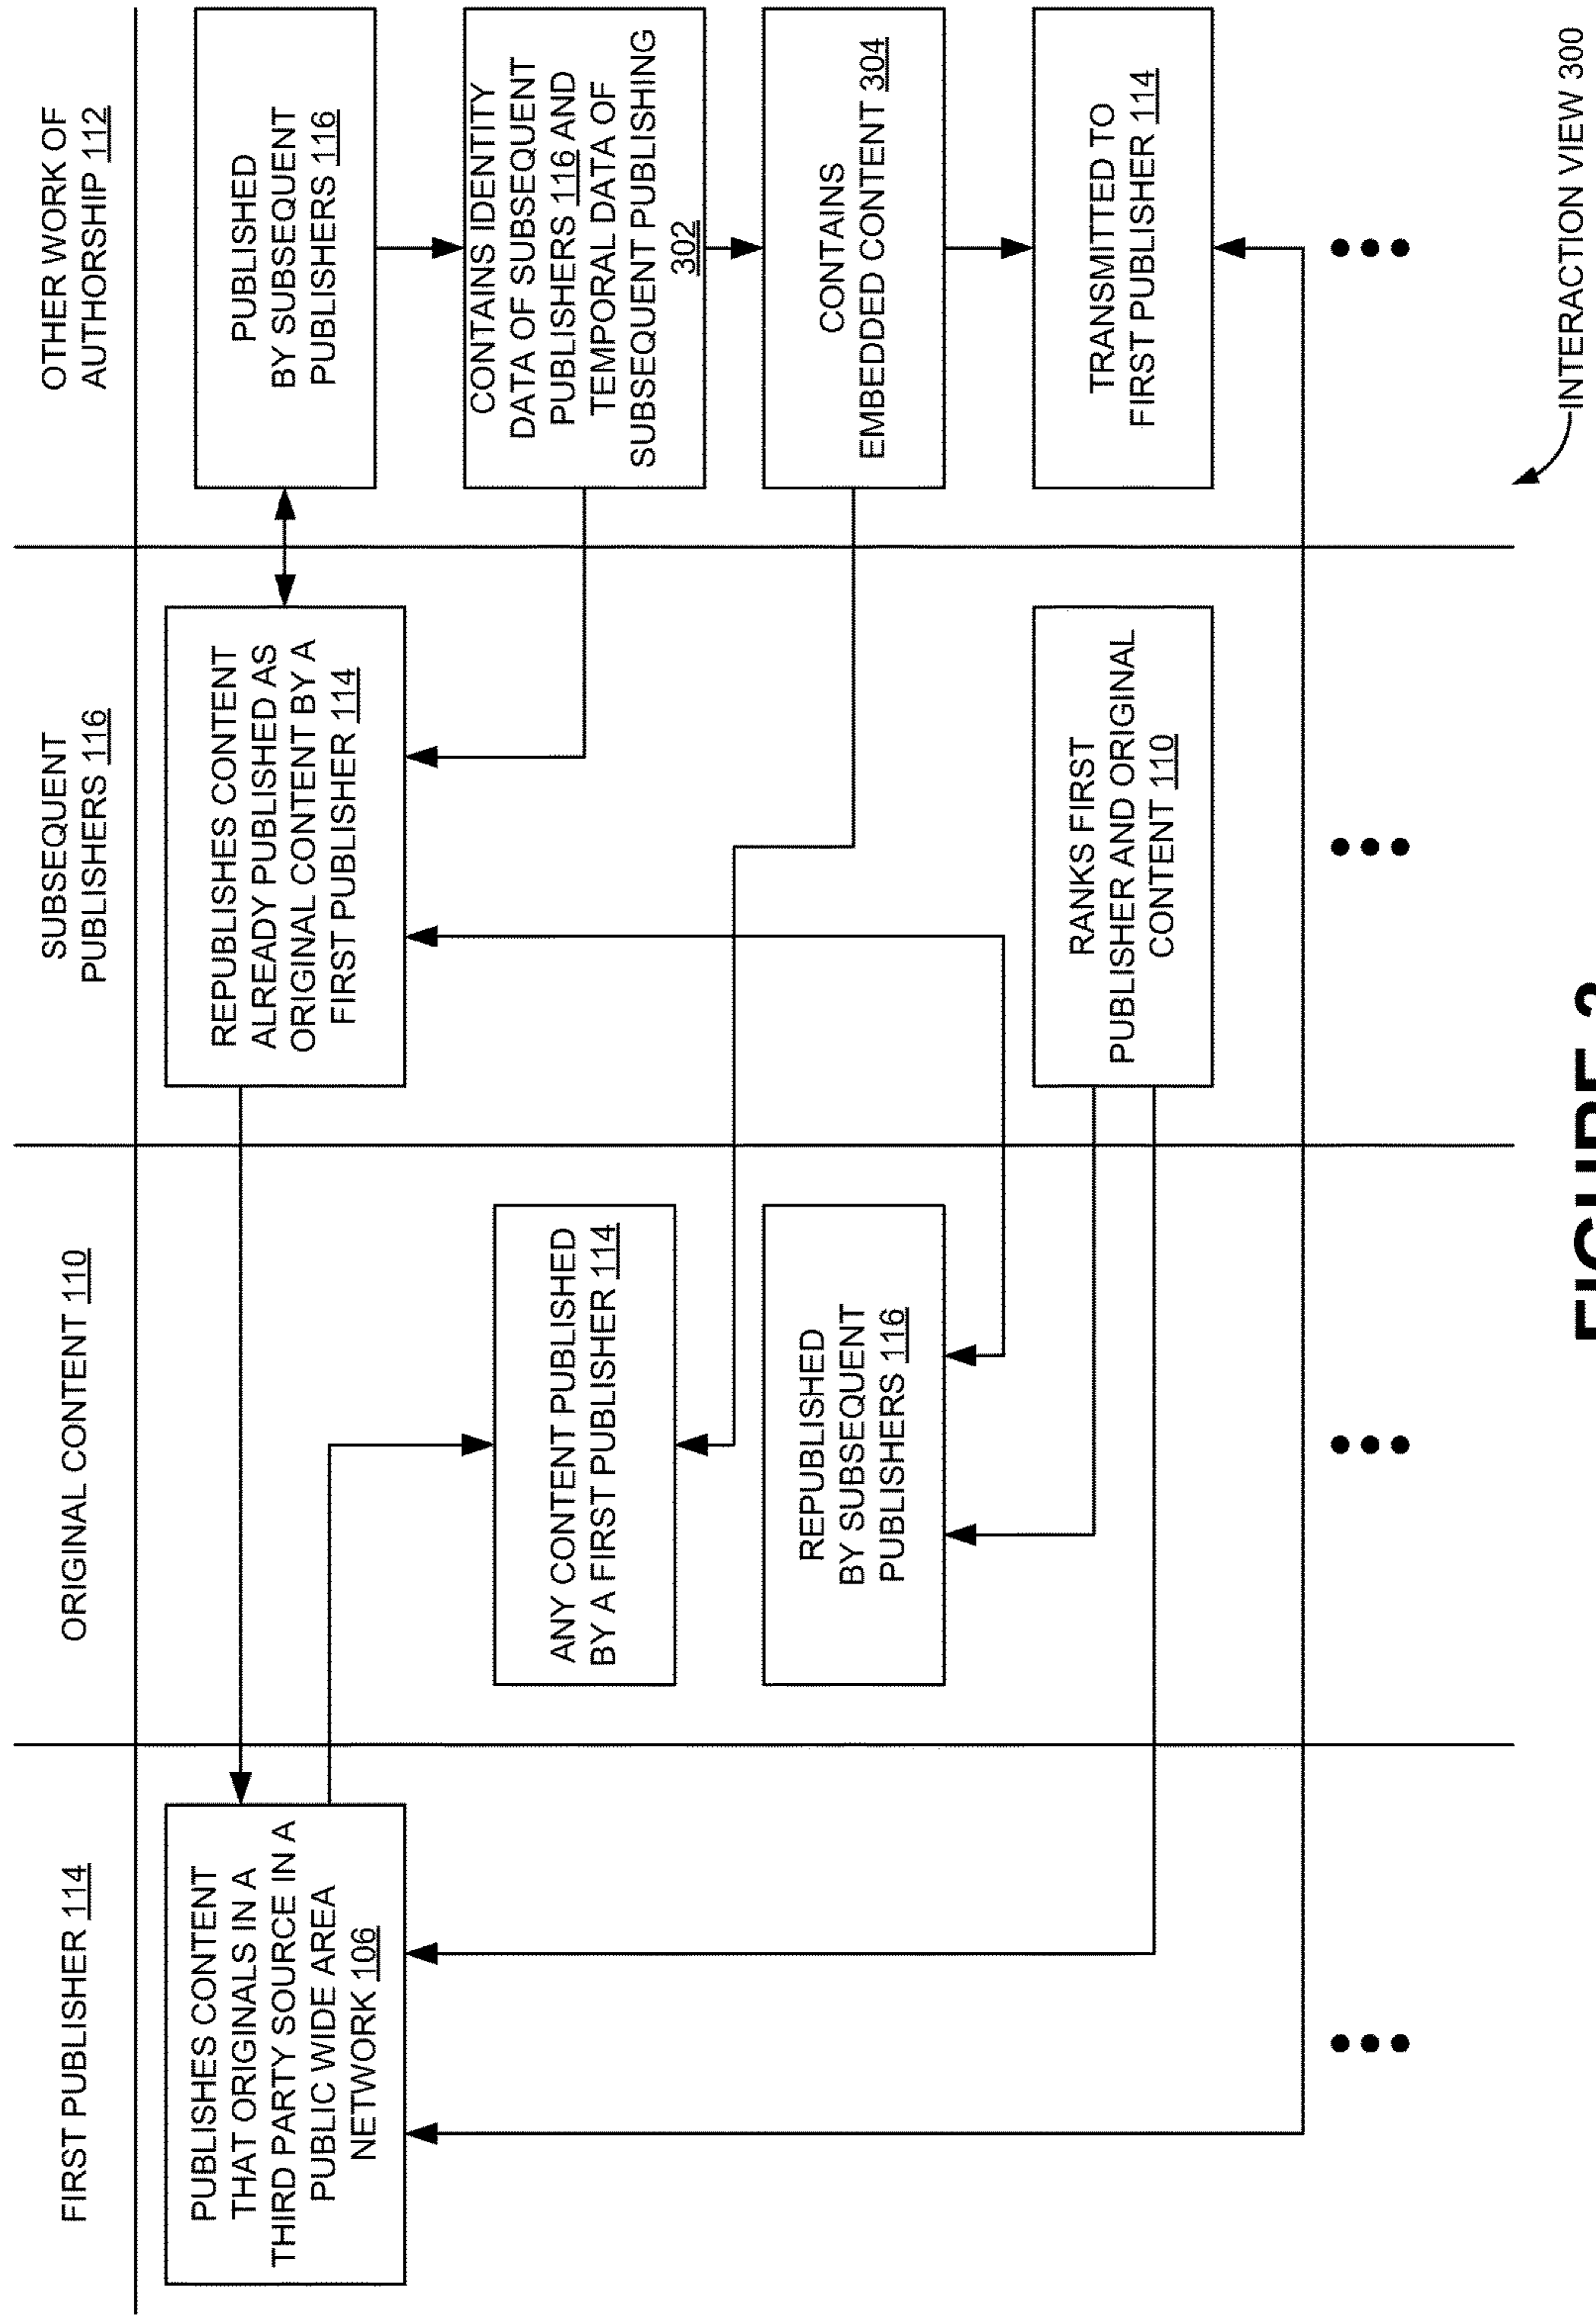 FIRST PUBLISHER 114
PUBLISHES CONTENT
THAT ORIGINALS IN A
THIRD PARTY SOURCE IN A
PUBLIC WIDE AREA
NETWORK 106
ORIGINAL CONTENT 110
ANY CONTENT PUBLISHED
BY A FIRST PUBLISHER 114
REPUBLISHED
BY SUBSEQUENT
PUBLISHERS 116
SUBSEQUENT
PUBLISHERS 116
REPUBLISHES CONTENT
ALREADY PUBLISHED AS
ORIGINAL CONTENT BY A
FIRST PUBLISHER 114
RANKS FIRST
PUBLISHER AND ORIGINAL
CONTENT 110
OTHER WORK OF
AUTHORSHIP 112
PUBLISHED
BY SUBSEQUENT
PUBLISHERS 116
CONTAINS IDENTITY
DATA OF SUBSEQUENT
PUBLISHERS 116 AND
TEMPORAL DATA OF
SUBSEQUENT PUBLISHING
302
CONTAINS
EMBEDDED CONTENT 304
TRANSMITTED TO
FIRST PUBLISHER 114
INTERACTION VIEW 300
FIGURE